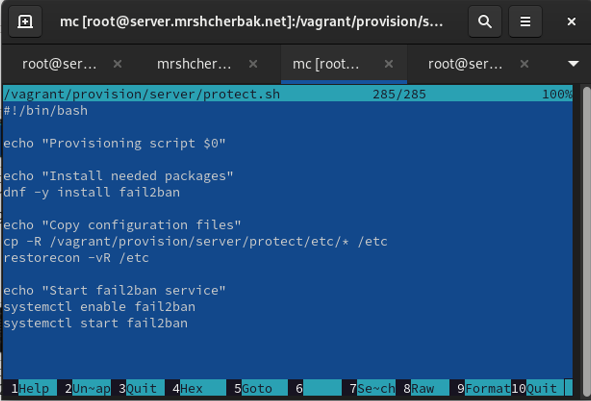 mc [root@server.mrshcherbak.net]:/vagrant/provision/s...
root@ser... mrshcher... mc [root... root@ser...
/vagrant/provision/server/protect.sh 285/285 100%
#!/bin/bash
echo "Provisioning script $0"
echo "Install needed packages"
dnf -y install fail2ban
echo "Copy configuration files"
cp -R /vagrant/provision/server/protect/etc/* /etc
restorecon -vR /etc
echo "Start fail2ban service"
systemctl enable fail2ban
systemctl start fail2ban
1Help 2Un~ap 3Quit 4Hex 5Goto 6 7Se~ch 8Raw 9Format 10Quit